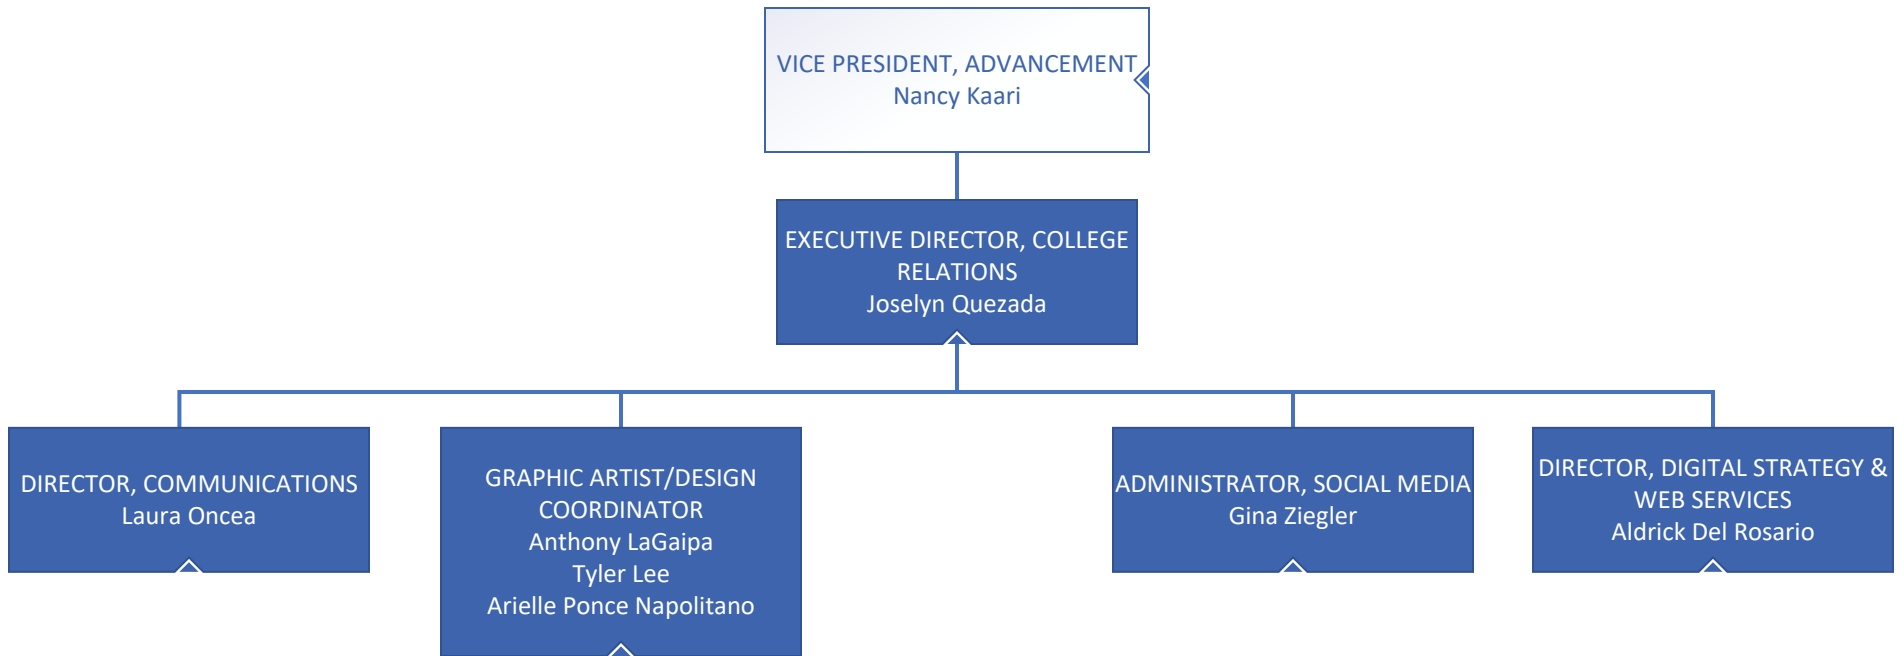 VICE PRESIDENT, ADVANCEMENT
Nancy Kaari
EXECUTIVE DIRECTOR, COLLEGE
RELATIONS
Joselyn Quezada
DIRECTOR, COMMUNICATIONS
Laura Oncea
GRAPHIC ARTIST/DESIGN
COORDINATOR
Anthony LaGaipa
Tyler Lee
Arielle Ponce Napolitano
ADMINISTRATOR, SOCIAL MEDIA
Gina Ziegler
DIRECTOR, DIGITAL STRATEGY &
WEB SERVICES
Aldrick Del Rosario